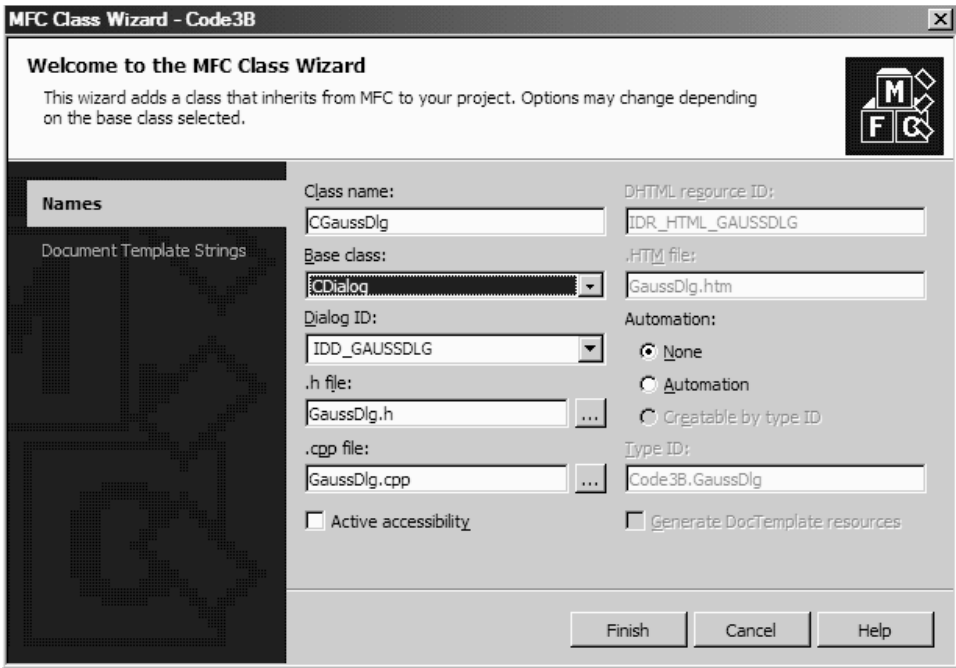 MFC Class Wizard - Code3B
Welcome to the MFC Class Wizard
This wizard adds a class that inherits from MFC to your project. Options may change depending
on the base class selected.
M
F C
Names
Document Template Strings
Class name:
CGaussDlg
Base class:
CDialog
Dialog ID:
IDD_GAUSSDLG
.h file:
GaussDlg.h
...
.cpp file:
GaussDlg.cpp
...
Active accessibility
DHTML resource ID:
IDR_HTML_GAUSSDLG
.HTM file:
GaussDlg.htm
Automation:
None
Automation
Creatable by type ID
Type ID:
Code3B.GaussDlg
Generate DocTemplate resources
Finish
Cancel
Help